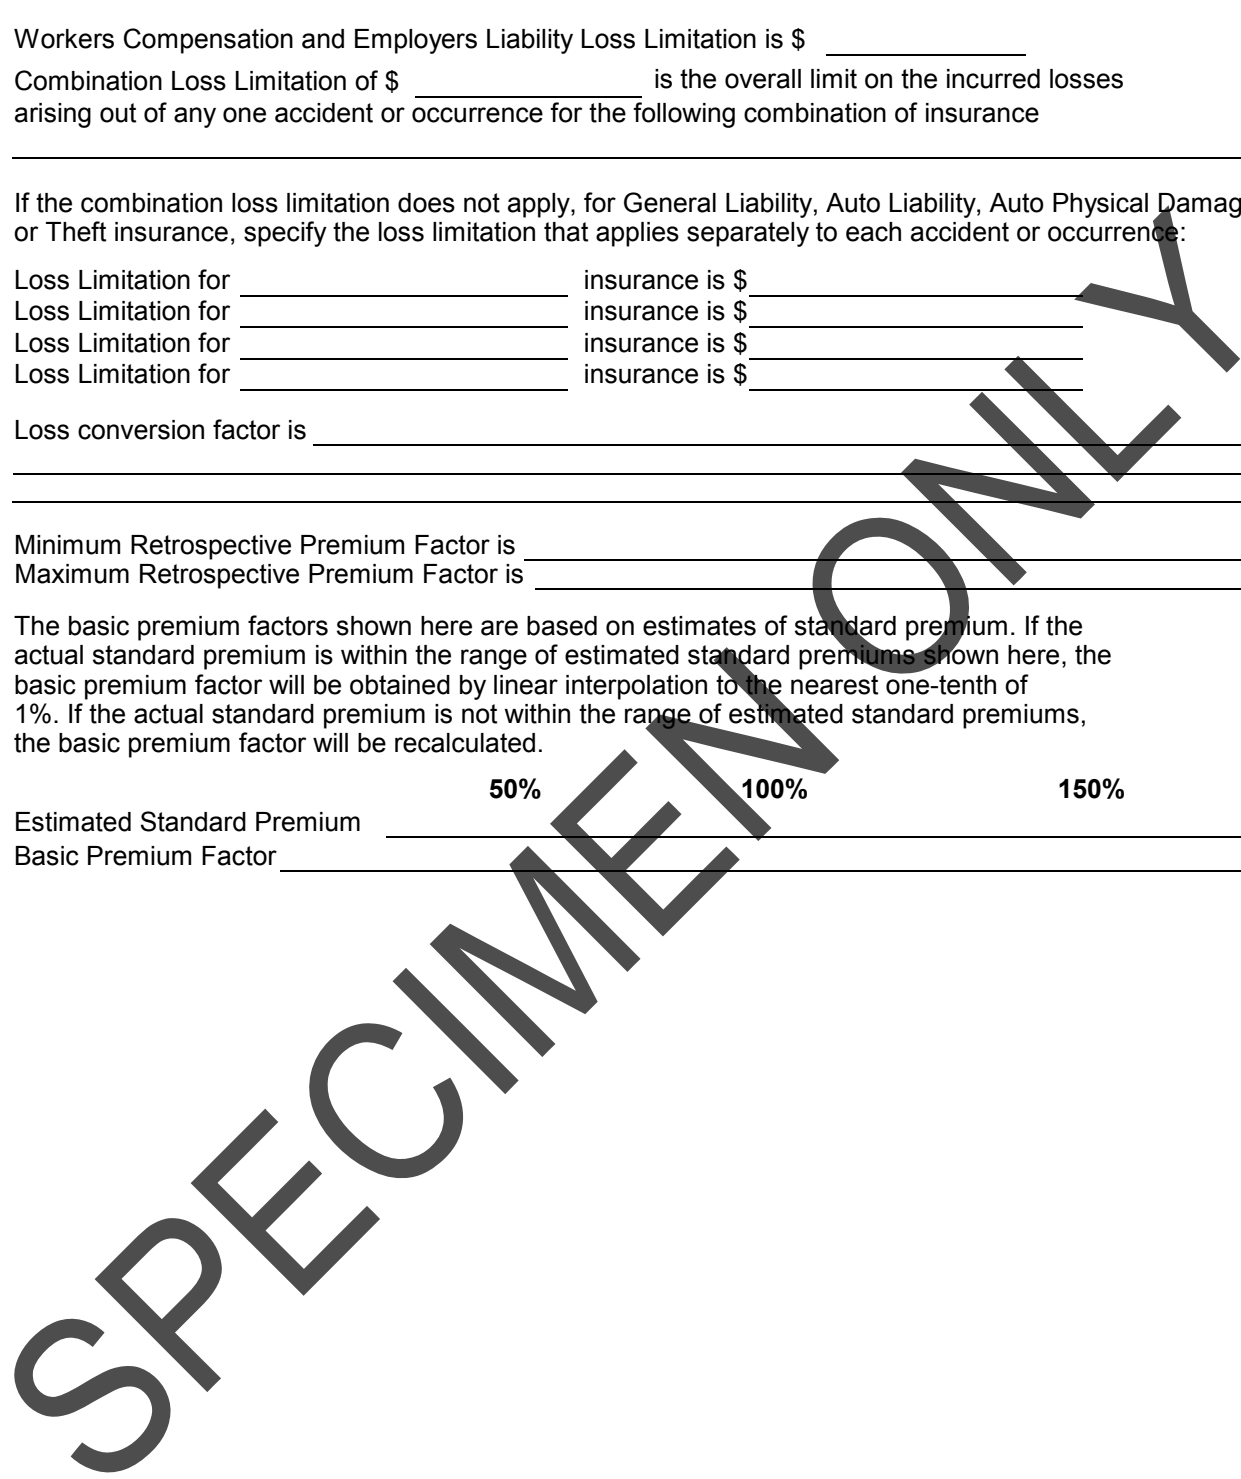 Workers Compensation and Employers Liability Loss Limitation is $
Combination Loss Limitation of $ is the overall limit on the incurred losses
arising out of any one accident or occurrence for the following combination of insurance
If the combination loss limitation does not apply, for General Liability, Auto Liability, Auto Physical Damag
or Theft insurance, specify the loss limitation that applies separately to each accident or occurrence:
Loss Limitation for insurance is $
Loss Limitation for insurance is $
Loss Limitation for insurance is $
Loss Limitation for insurance is $
Loss conversion factor is
Minimum Retrospective Premium Factor is
Maximum Retrospective Premium Factor is
The basic premium factors shown here are based on estimates of standard premium. If the
actual standard premium is within the range of estimated standard premiums shown here, the
basic premium factor will be obtained by linear interpolation to the nearest one-tenth of
1%. If the actual standard premium is not within the range of estimated standard premiums,
the basic premium factor will be recalculated.
50% 100% 150%
Estimated Standard Premium
Basic Premium Factor
SPECIMEN ONLY